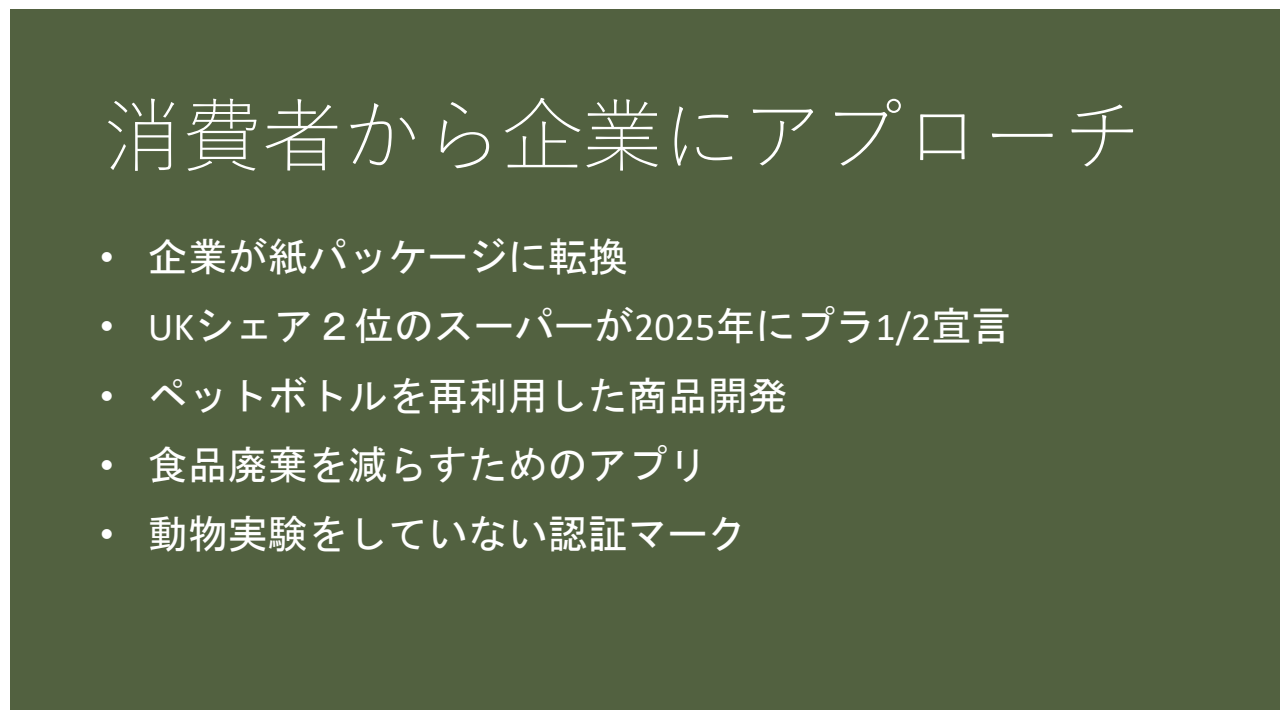 消費者から企業にアプローチ
• 企業が紙パッケージに転換
• UKシェア２位のスーパーが2025年にプラ1/2宣言
• ペットボトルを再利用した商品開発
• 食品廃棄を減らすためのアプリ
• 動物実験をしていない認証マーク